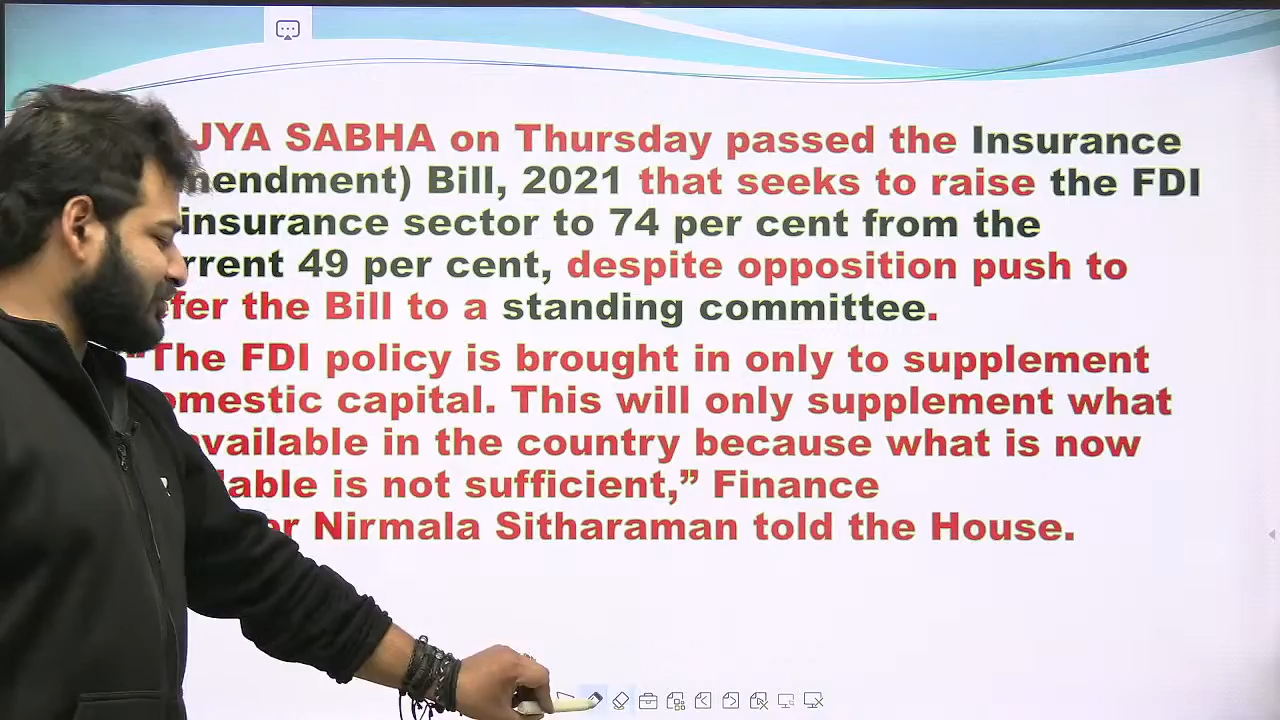 JYA SABHA on Thursday passed the Insurance
mendment) Bill, 2021 that seeks to raise the FDI
insurance sector to 74 per cent from the
rrent 49 per cent, despite opposition push to
fer the Bill to a standing committee.
“The FDI policy is brought in only to supplement
omestic capital. This will only supplement what
available in the country because what is now
lable is not sufficient,” Finance
or Nirmala Sitharaman told the House.